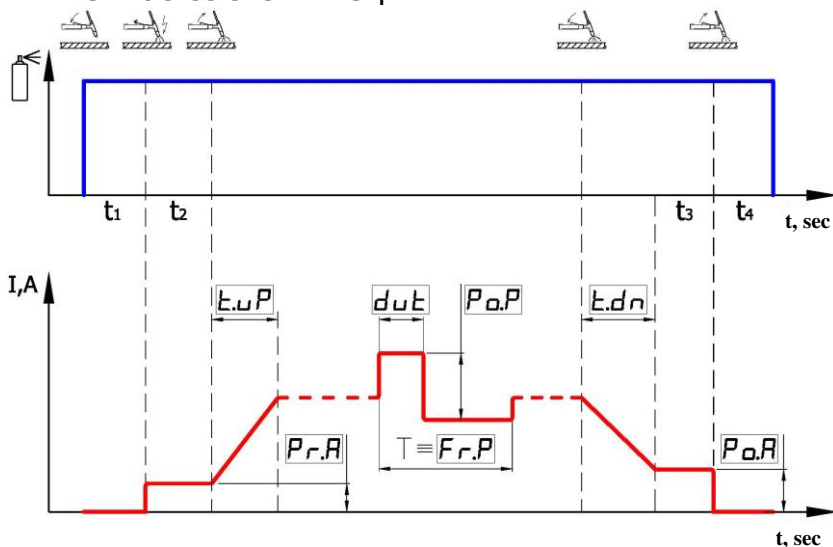 t1
t2
t3
t4
t, sec
I,A
t.uP
dut
Po.P
t.dn
Pr.A
T ≡ Fr.P
Po.A
t, sec